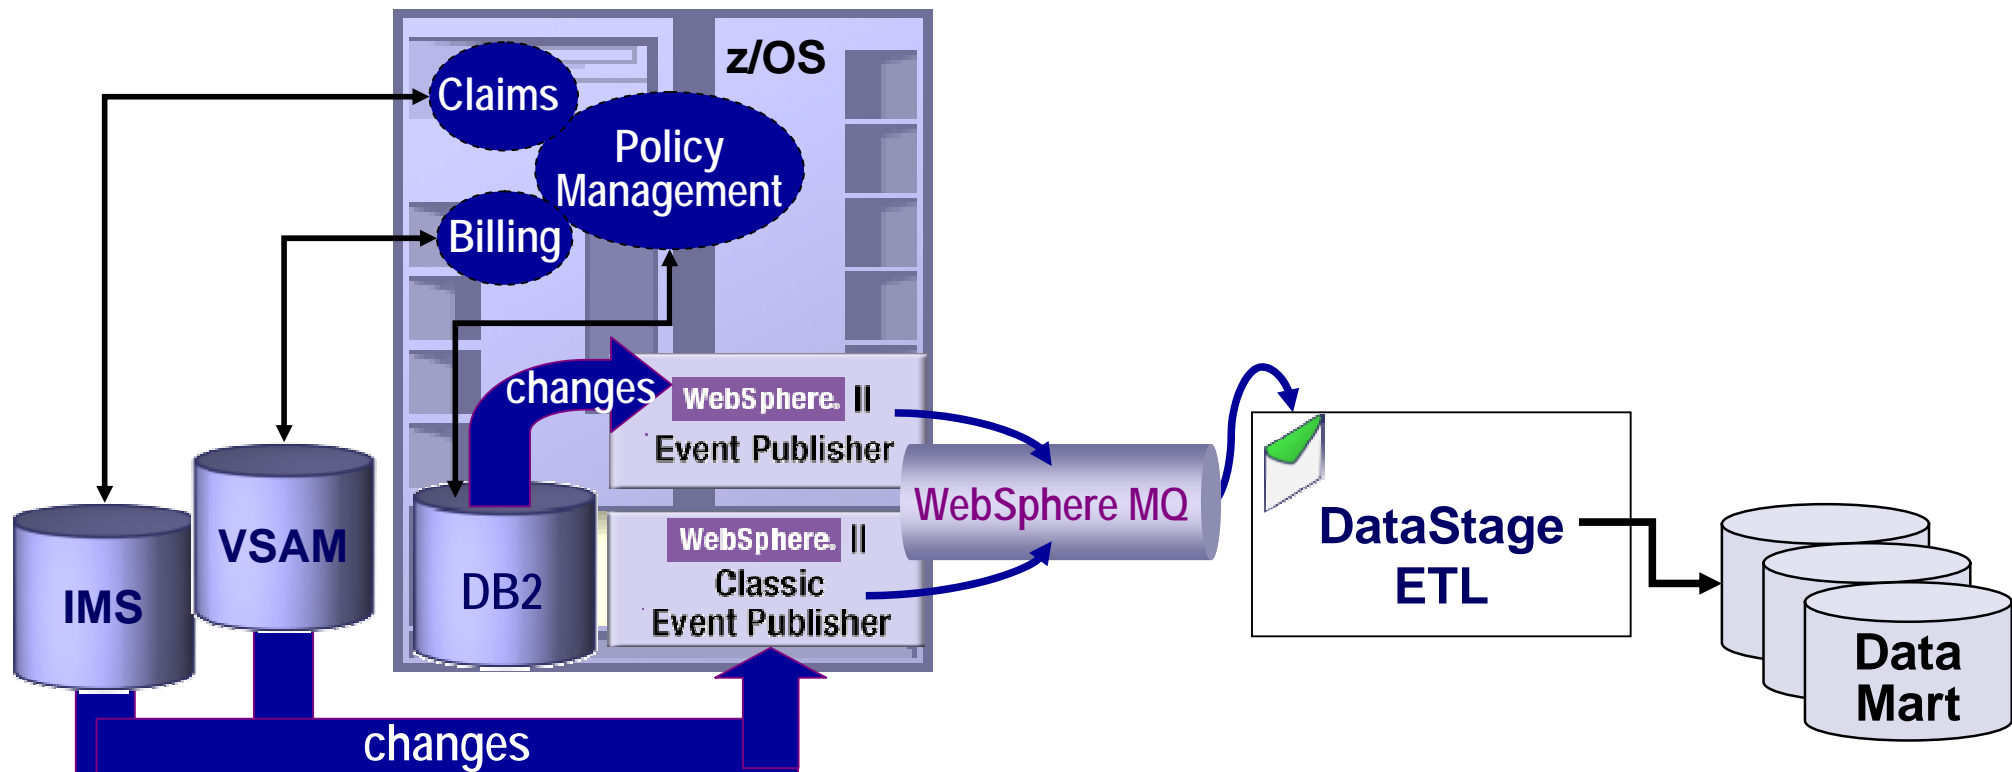 z/OS
Claims
Policy
Management
Billing
changes
WebSphere. II
Event Publisher
WebSphere MQ
WebSphere. II
Classic
Event Publisher
DB2
VSAM
IMS
changes
DataStage
ETL
Data
Mart